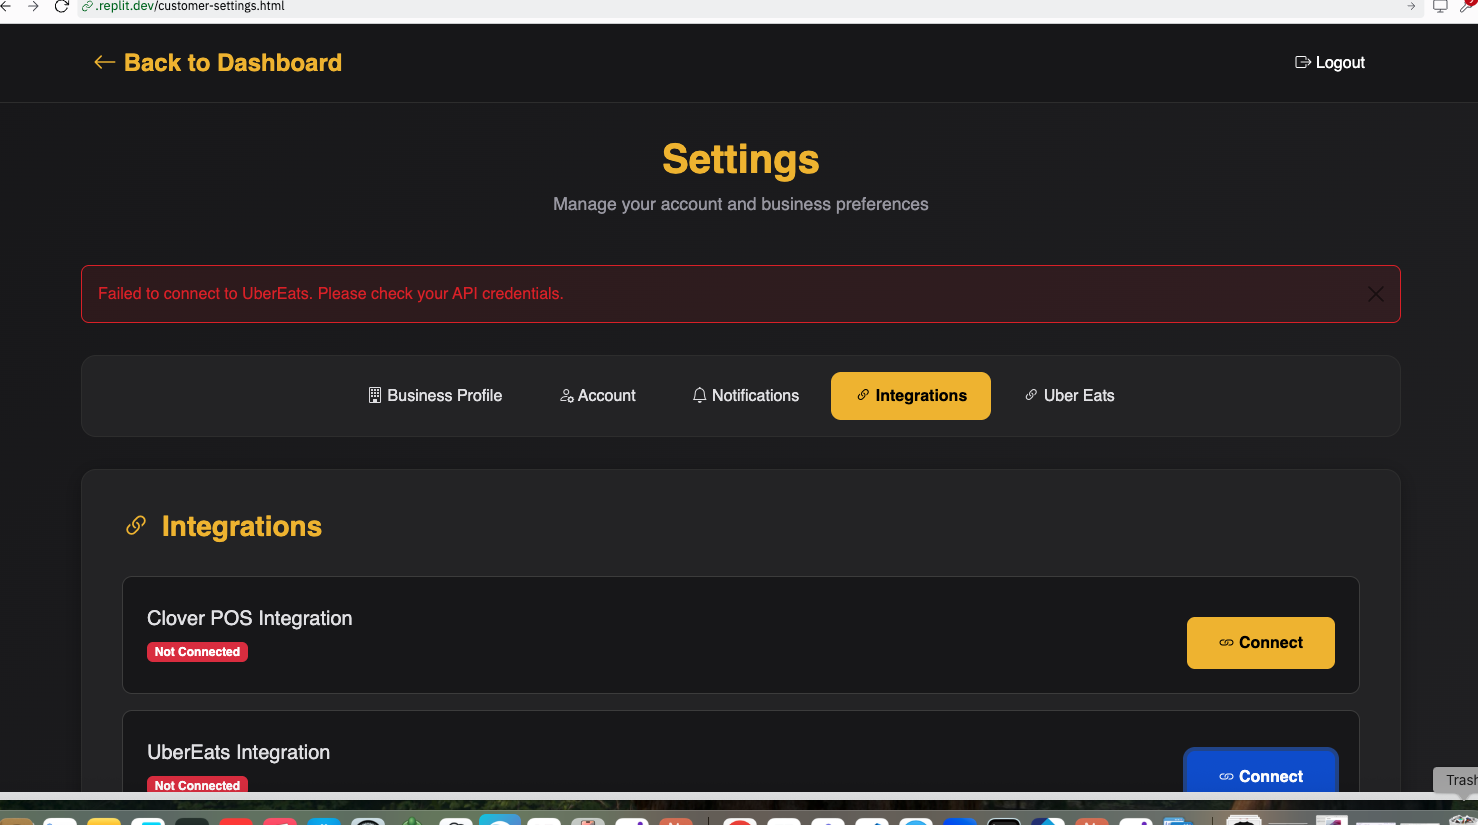 .replit.dev/customer-settings.html
Back to Dashboard
Logout
Settings
Manage your account and business preferences
Failed to connect to UberEats. Please check your API credentials.
Business Profile Account Notifications Integrations Uber Eats
Integrations
Clover POS Integration
Not Connected
Connect
UberEats Integration
Not Connected
Connect
Trash